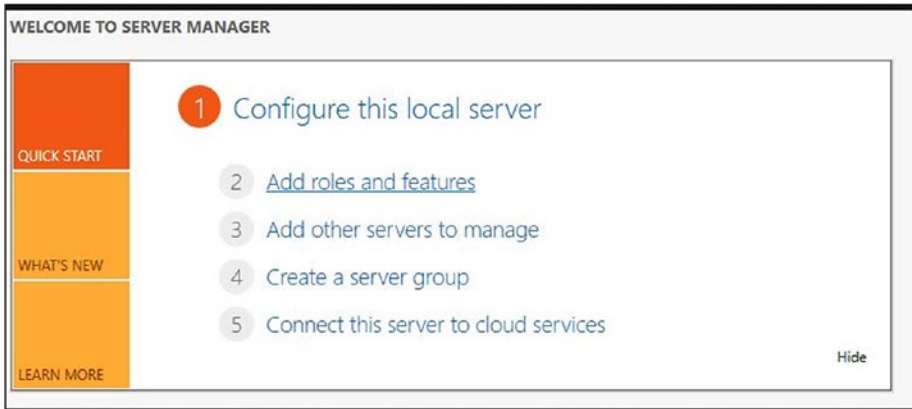 WELCOME TO SERVER MANAGER
QUICK START
WHAT'S NEW
LEARN MORE
1 Configure this local server
2 Add roles and features
3 Add other servers to manage
4 Create a server group
5 Connect this server to cloud services
Hide